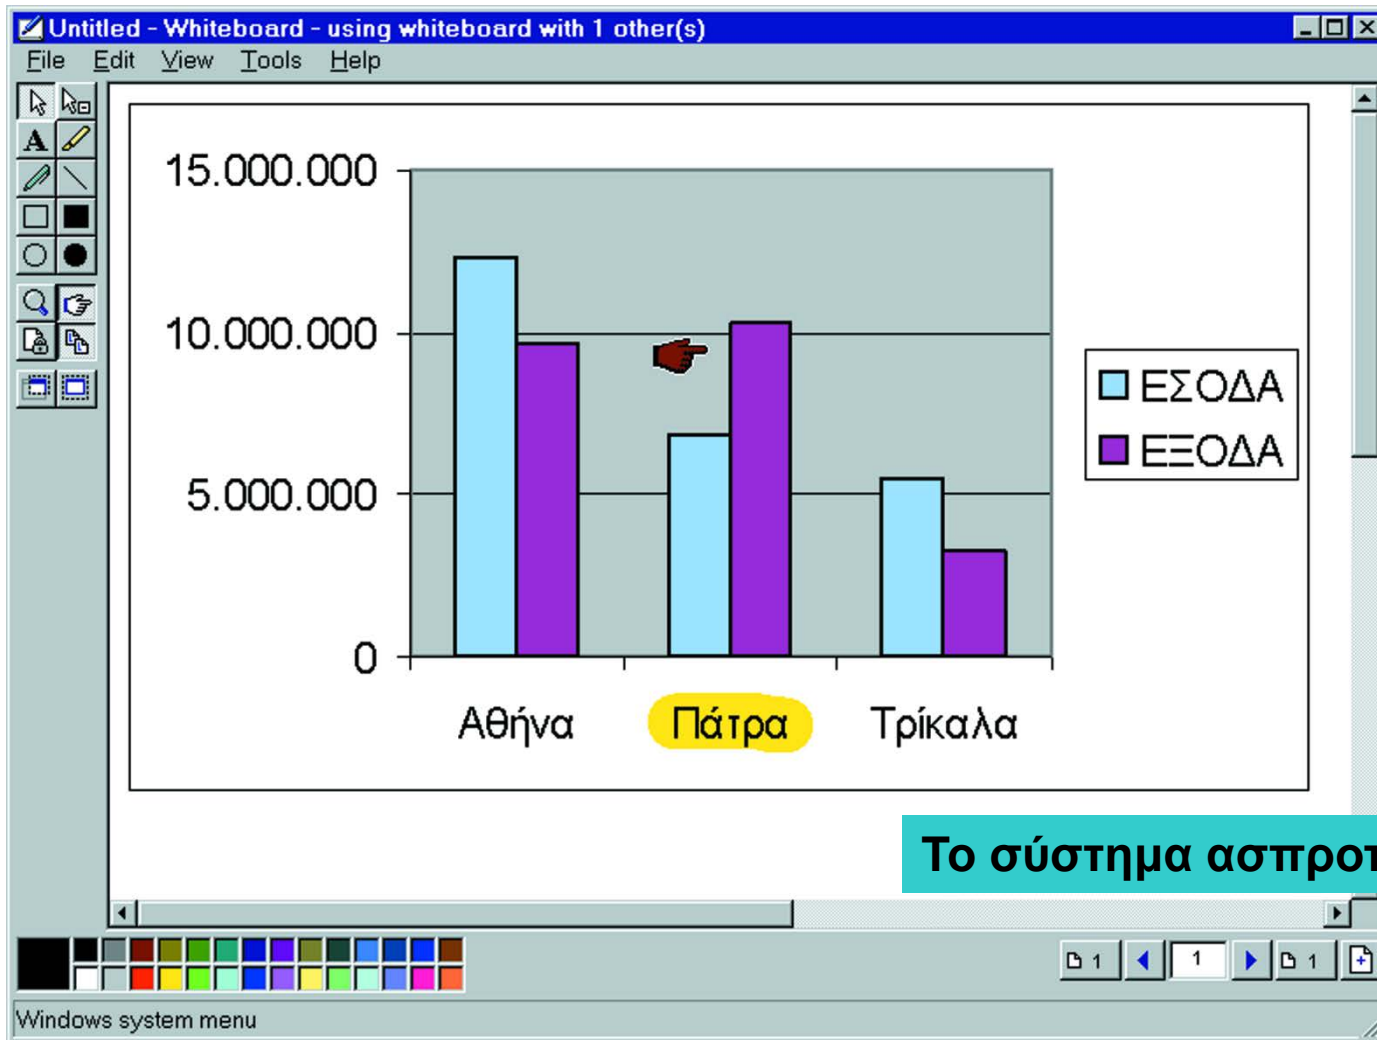 Untitled - Whiteboard - using whiteboard with 1 other(s)
File Edit View Tools Help
A
15.000.000
10.000.000
5.000.000
0
ΕΣΟΔΑ
ΕΞΟΔΑ
Αθήνα Πάτρα Τρίκαλα
Το σύστημα
1 1 1
Windows system menu